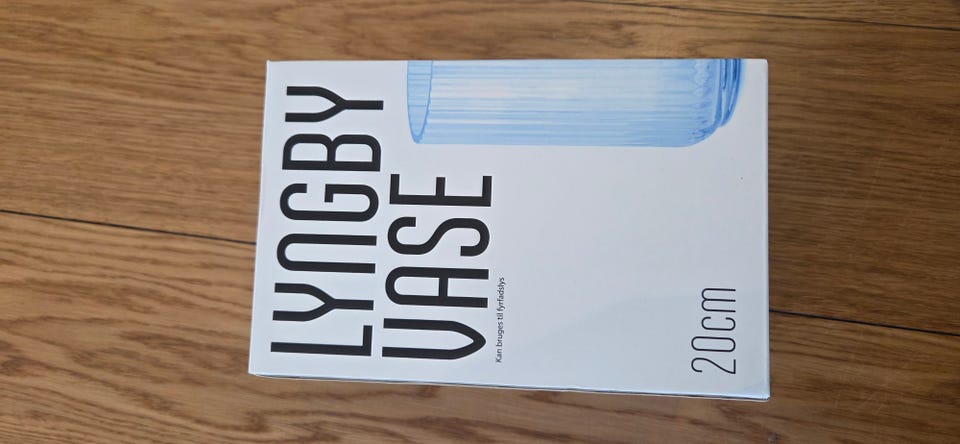 LYNGBY
VASE
Kan bruges til fyrfadslys
20cm